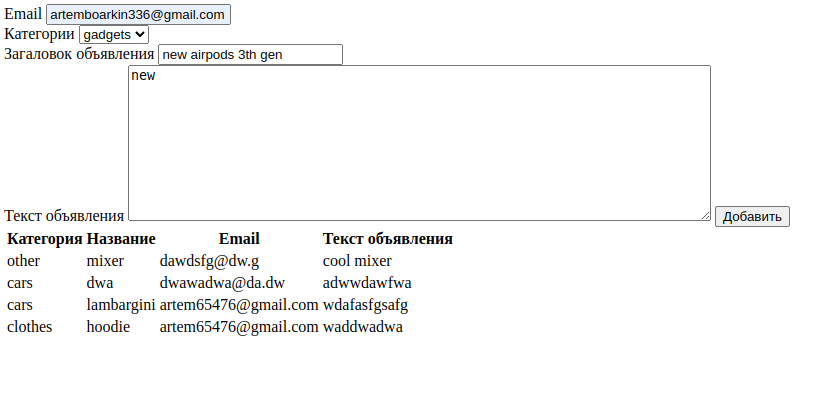 Email artemboarkin336@gmail.com
Категории gadgets
Загаловок объявления new airpods 3th gen
new
Текст объявления Добавить
Категория Название Email Текст объявления
other mixer dawdsfg@dw.g cool mixer
cars dwa dwawadwa@da.dw adwwdawfwa
cars lambargini artem65476@gmail.com wdafasfgsafg
clothes hoodie artem65476@gmail.com waddwadwa